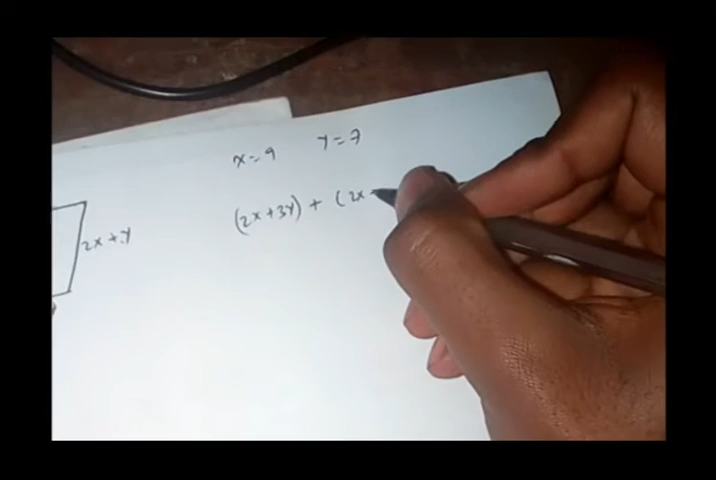 x=9 y=7
(2x+3y) + (2x
2x+y